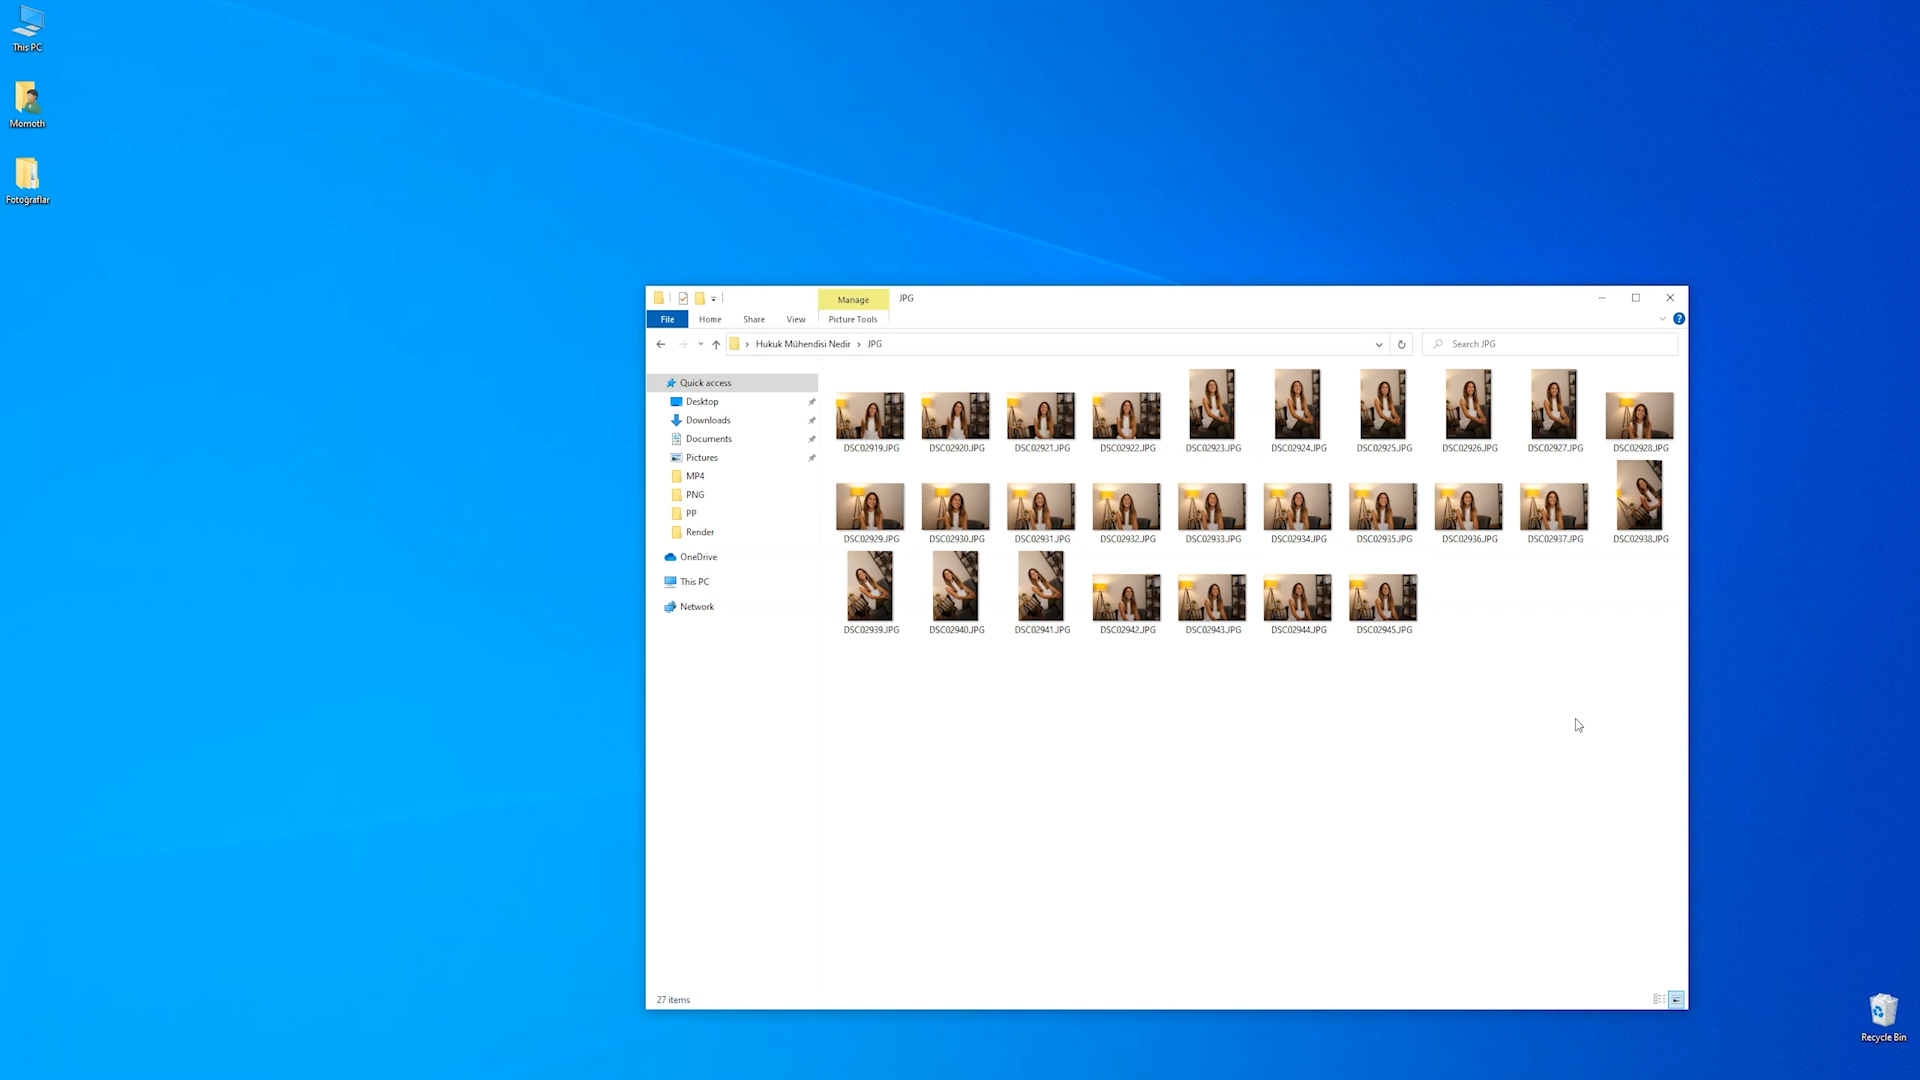 This PC
Momoth
Fotoğraflar
Manage
JPG
File
Home
Share
View
Picture Tools
Hukuk Mühendisi Nedir
JPG
Search JPG
Quick access
Desktop
Downloads
Documents
Pictures
MP4
PNG
PP
Render
OneDrive
This PC
Network
DSC02919.JPG
DSC02920.JPG
DSC02921.JPG
DSC02922.JPG
DSC02923.JPG
DSC02924.JPG
DSC02925.JPG
DSC02926.JPG
DSC02927.JPG
DSC02928.JPG
DSC02929.JPG
DSC02930.JPG
DSC02931.JPG
DSC02932.JPG
DSC02933.JPG
DSC02934.JPG
DSC02935.JPG
DSC02936.JPG
DSC02937.JPG
DSC02938.JPG
DSC02939.JPG
DSC02940.JPG
DSC02941.JPG
DSC02942.JPG
DSC02943.JPG
DSC02944.JPG
DSC02945.JPG
27 items
Recycle Bin